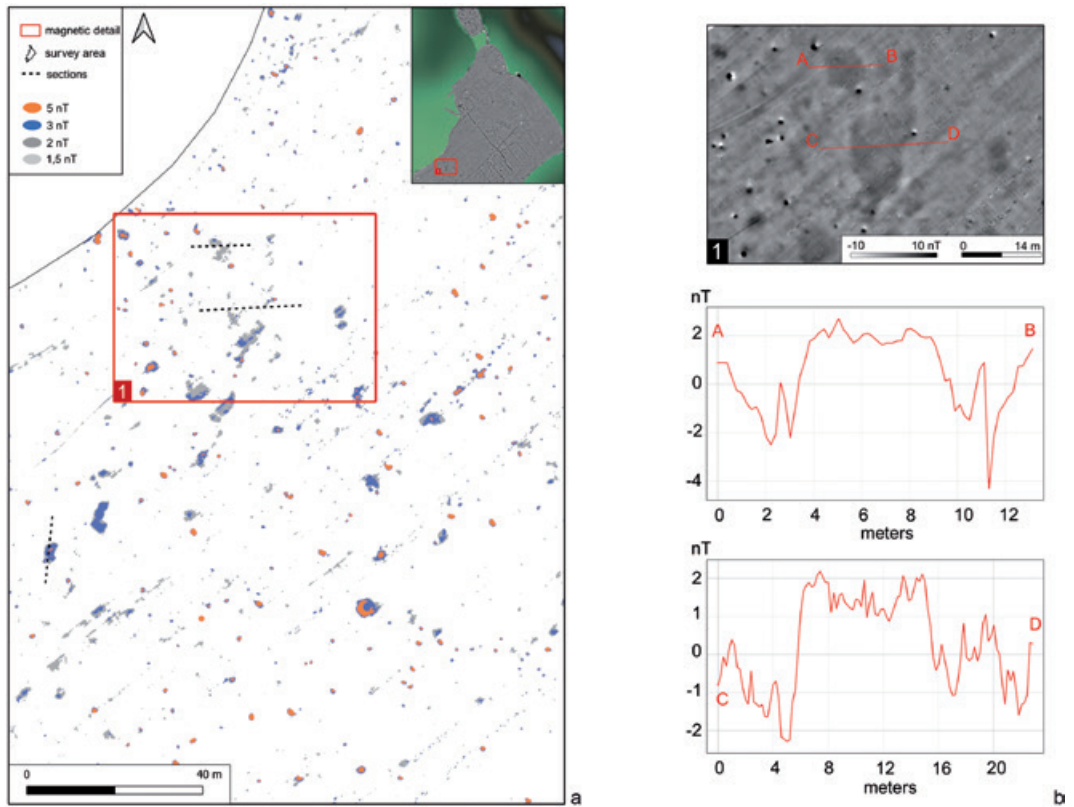 magnetic detail
survey area
sections
5 nT
3 nT
2 nT
1,5 nT
1
0 40 m
a
A B
C D
1
-10 10 nT 0 14 m
nT
A B
2
0
-2
-4
0 2 4 6 8 10 12
meters
nT
2
1
0
-1
-2
C D
0 4 8 12 16 20
meters
b